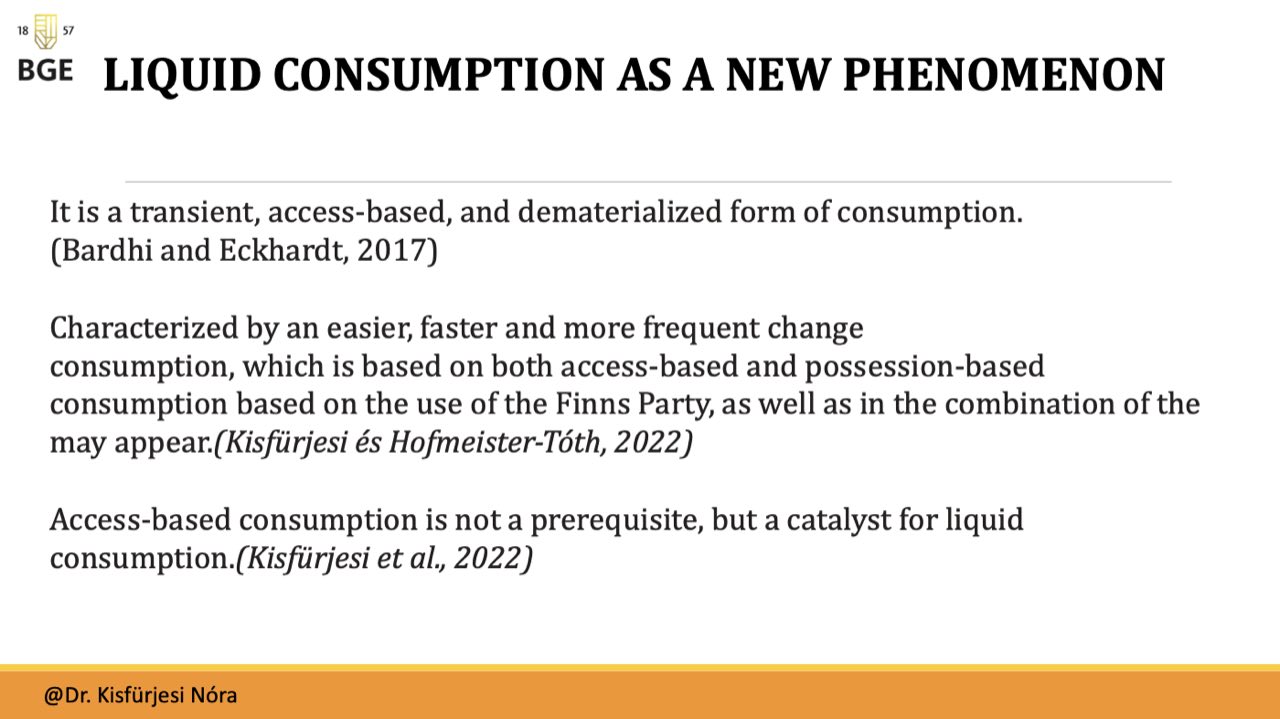 18 57
BGE
LIQUID CONSUMPTION AS A NEW PHENOMENON
It is a transient, access-based, and dematerialized form of consumption.
(Bardhi and Eckhardt, 2017)
Characterized by an easier, faster and more frequent change
consumption, which is based on both access-based and possession-based
consumption based on the use of the Finns Party, as well as in the combination of the
may appear.(Kisfürjesi és Hofmeister-Tóth, 2022)
Access-based consumption is not a prerequisite, but a catalyst for liquid
consumption.(Kisfürjesi et al., 2022)
@Dr. Kisfürjesi Nóra